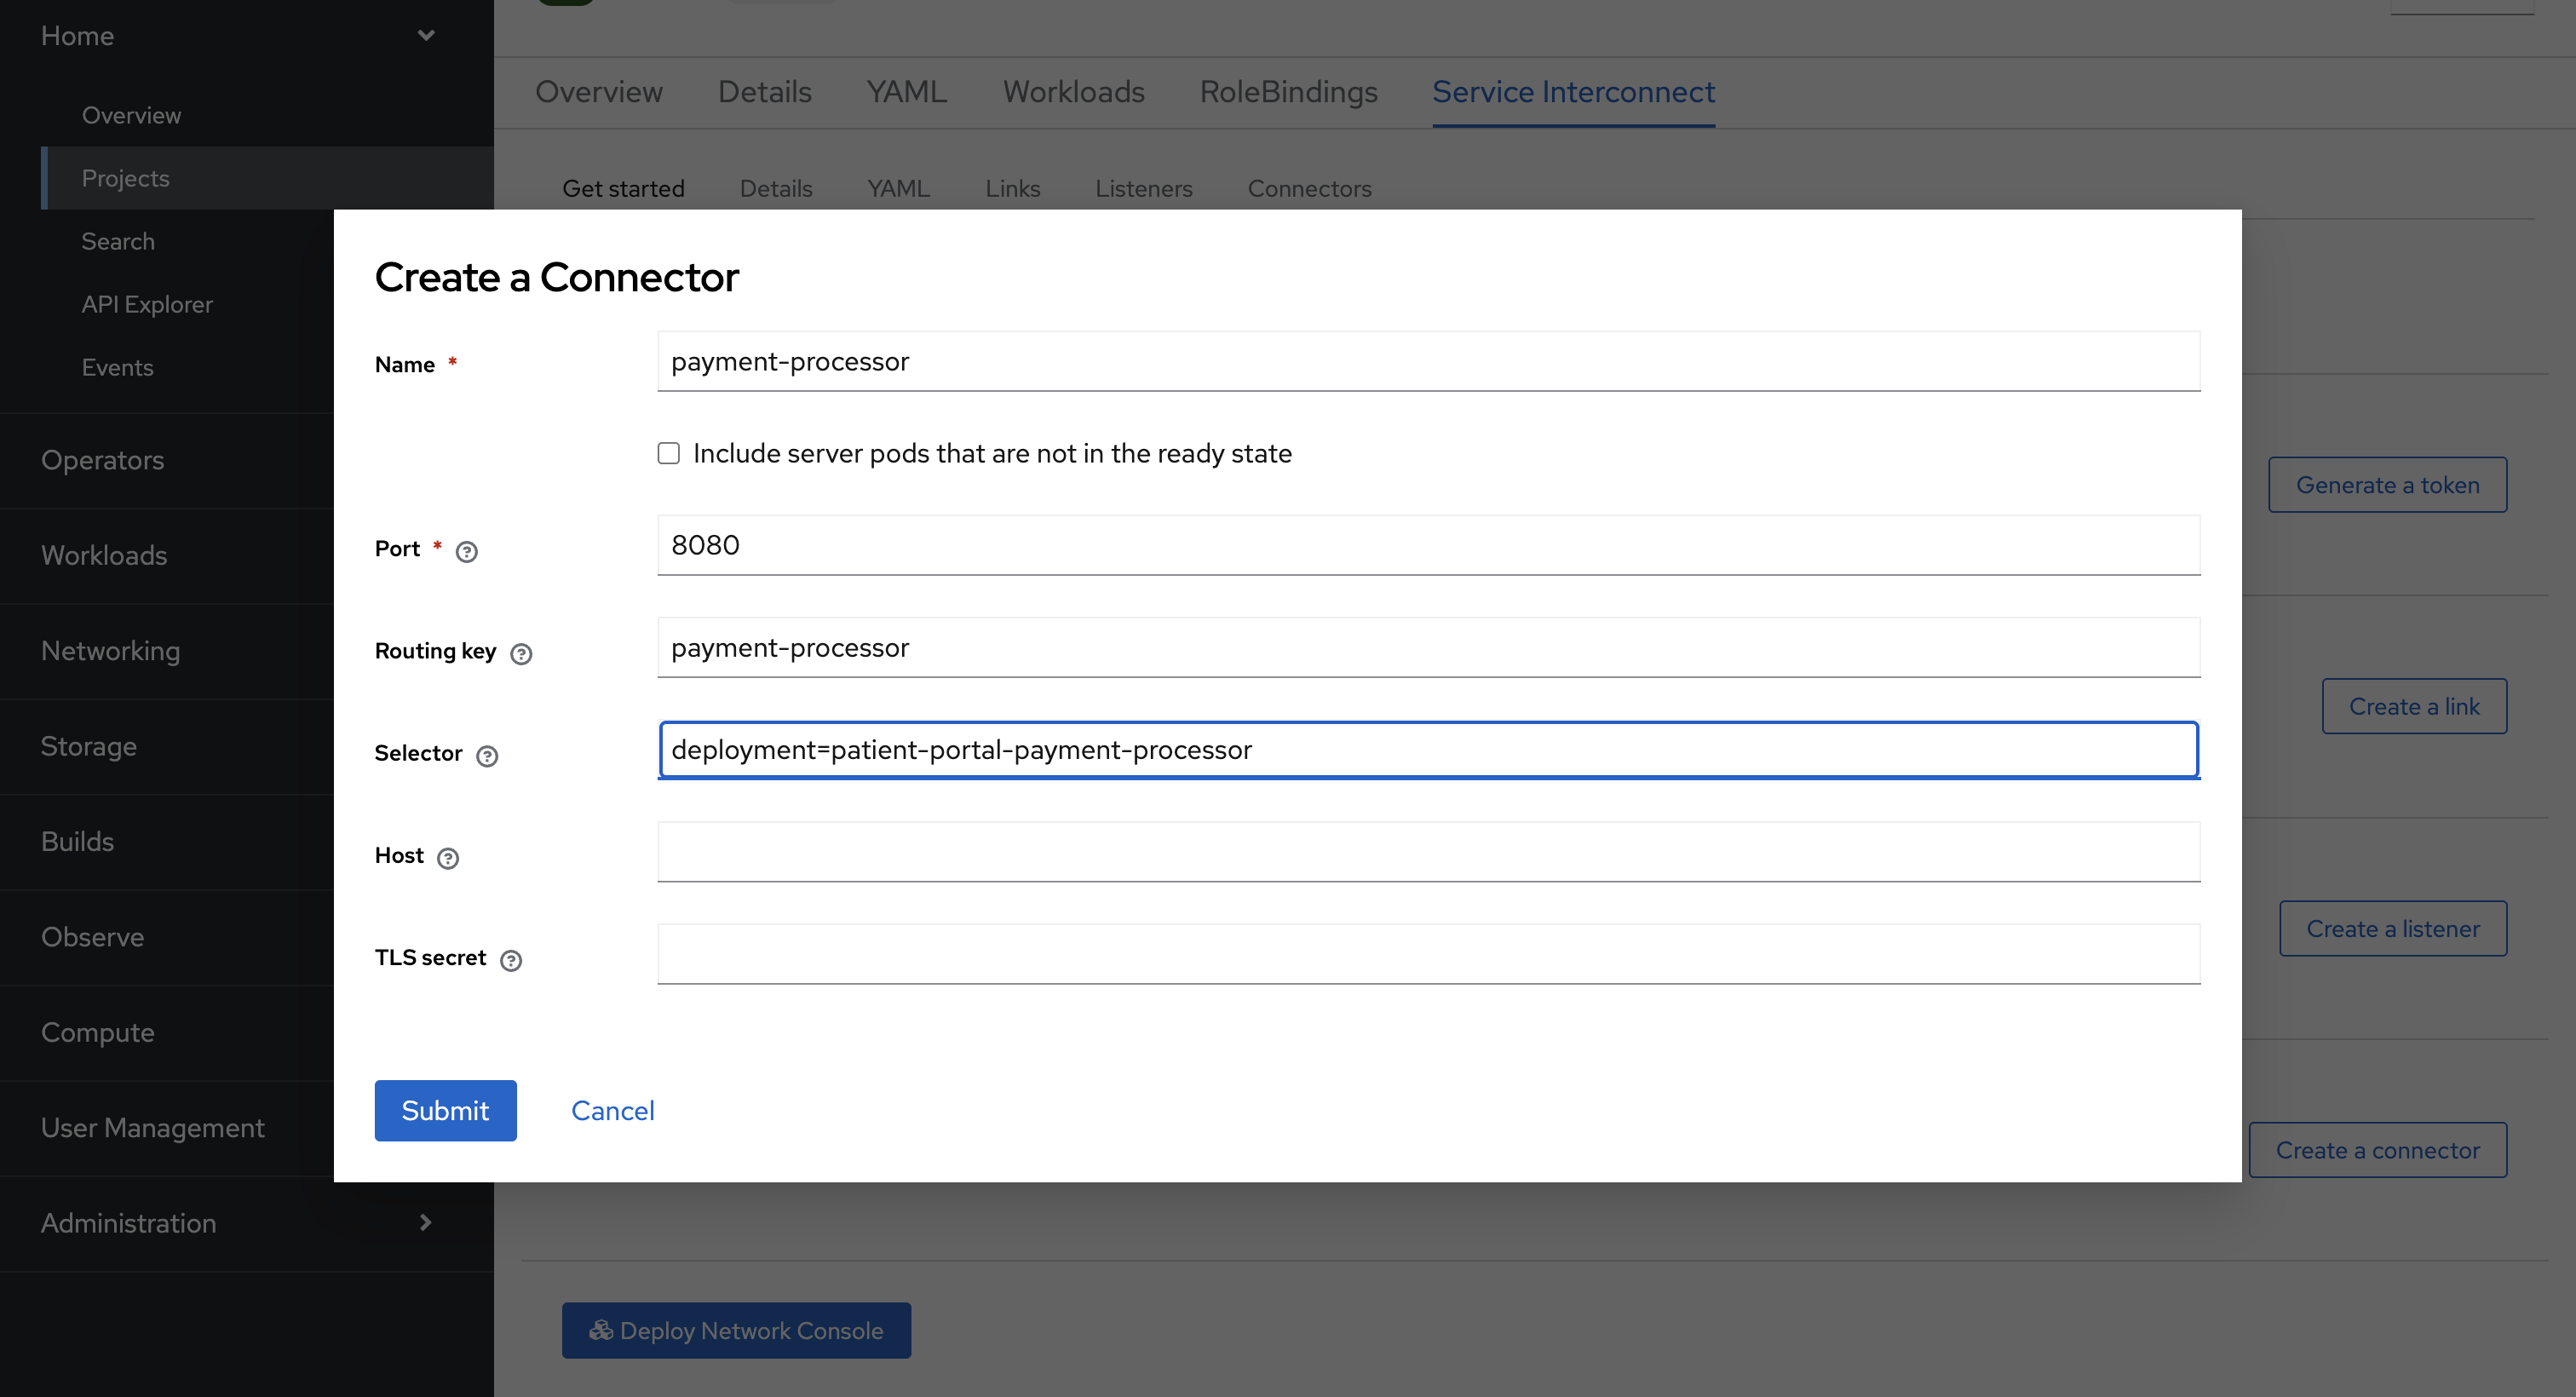 Home
Overview
Projects
Search
API Explorer
Events
Operators
Workloads
Networking
Storage
Builds
Observe
Compute
User Management
Administration
Overview Details YAML Workloads RoleBindings Service Interconnect
Get started Details YAML Links Listeners Connectors
Create a Connector
Name *
payment-processor
Include server pods that are not in the ready state
Port *
8080
Routing key
payment-processor
Selector
deployment=patient-portal-payment-processor
Host
TLS secret
Submit Cancel
Generate a token
Create a link
Create a listener
Create a connector
Deploy Network Console